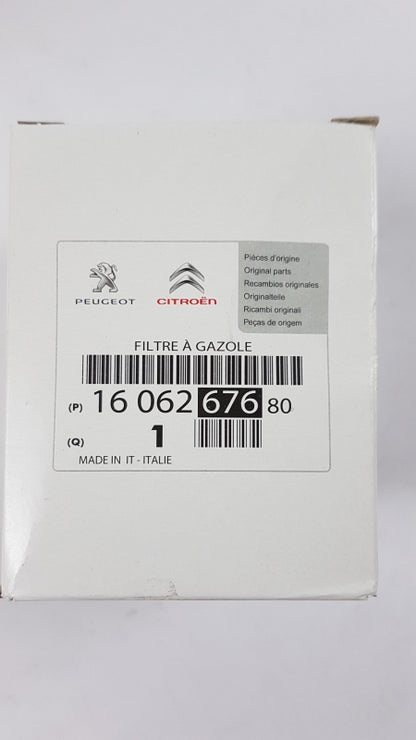 PEUGEOT
CITROËN
Pièces d'origine
Original parts
Recambios originales
Originalteile
Ricambi originali
Peças de origem
FILTRE À GAZOLE
(P) 16 062 676 80
(Q) 1
MADE IN IT - ITALIE